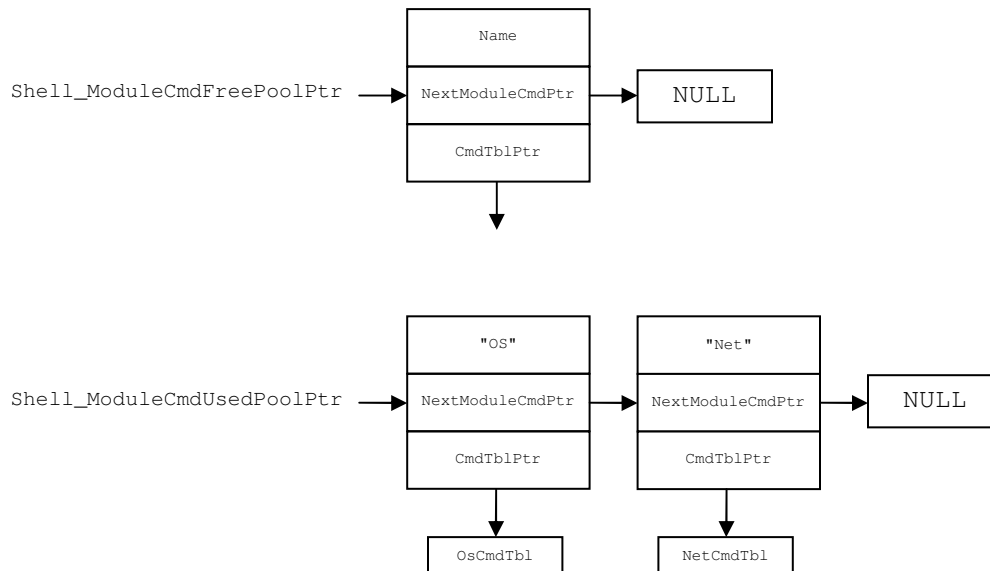 Name
Shell_ModuleCmdFreePoolPtr
NextModuleCmdPtr
NULL
CmdTblPtr
"OS"
"Net"
Shell_ModuleCmdUsedPoolPtr
NextModuleCmdPtr
NextModuleCmdPtr
NULL
CmdTblPtr
CmdTblPtr
OsCmdTbl
NetCmdTbl